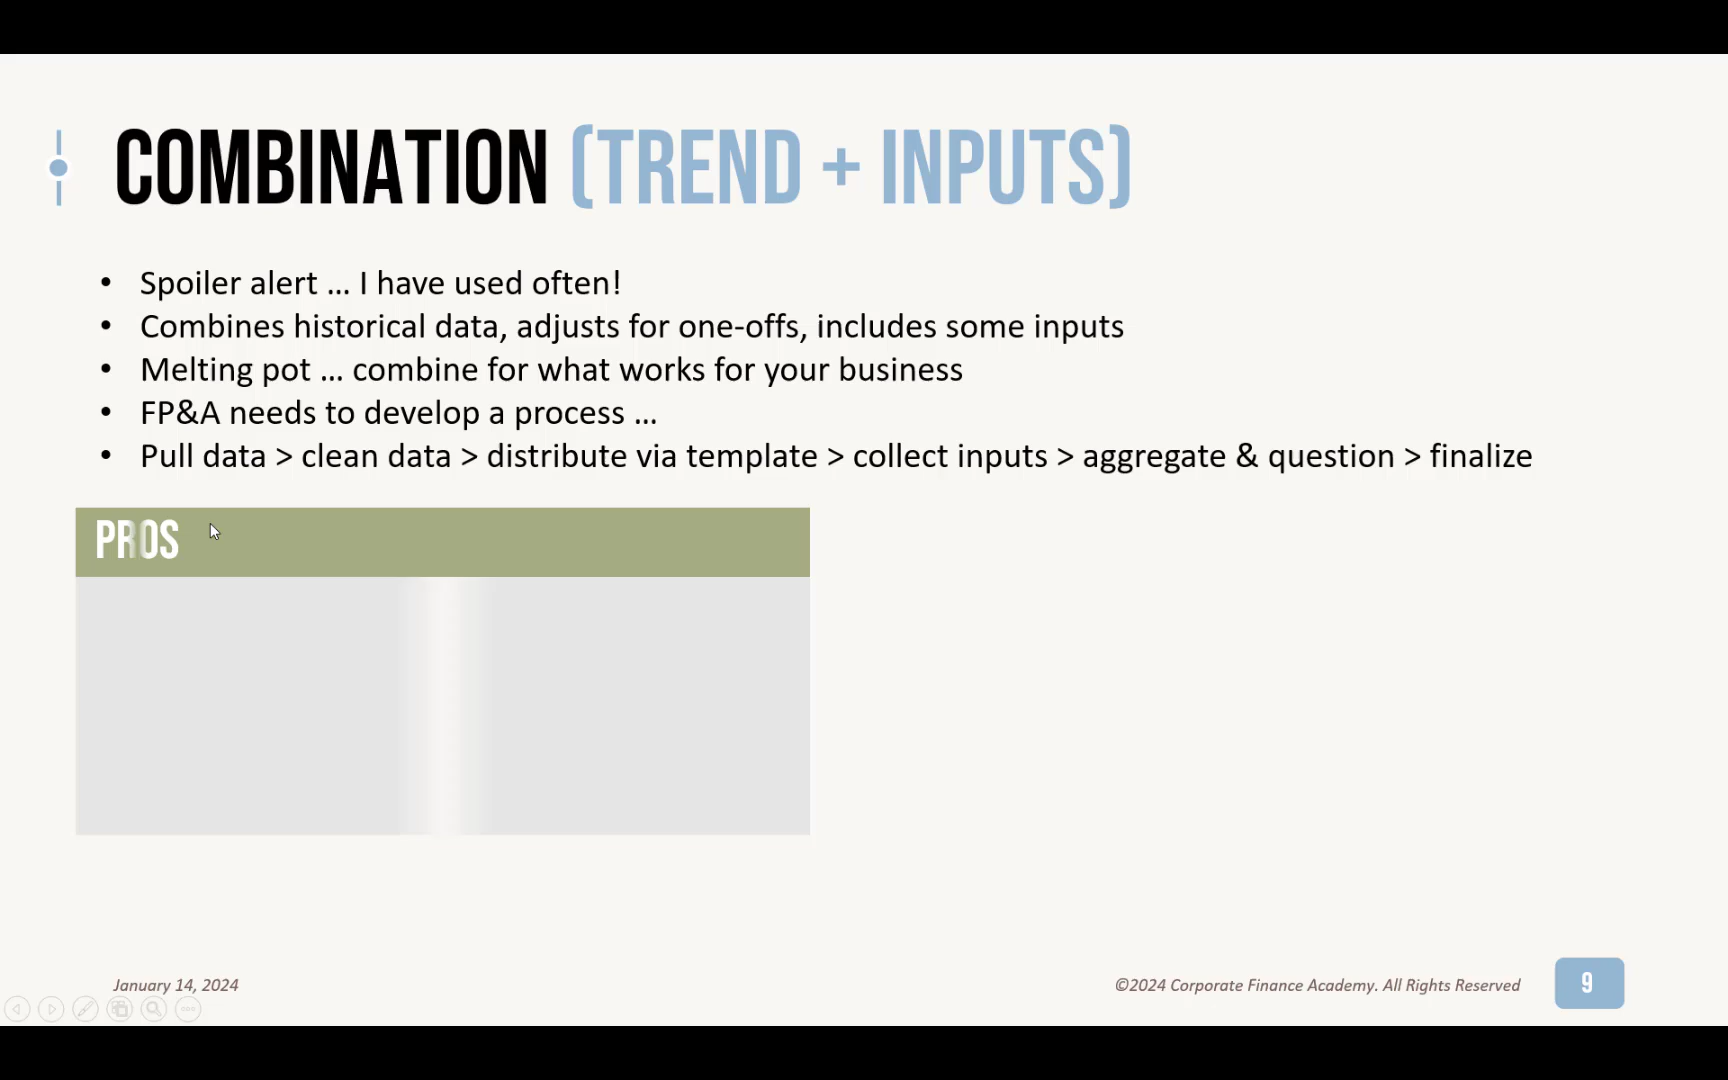 COMBINATION (TREND + INPUTS)
• Spoiler alert … I have used often!
• Combines historical data, adjusts for one-offs, includes some inputs
• Melting pot … combine for what works for your business
• FP&A needs to develop a process …
• Pull data > clean data > distribute via template > collect inputs > aggregate & question > finalize
PROS
January 14, 2024
©2024 Corporate Finance Academy. All Rights Reserved
9